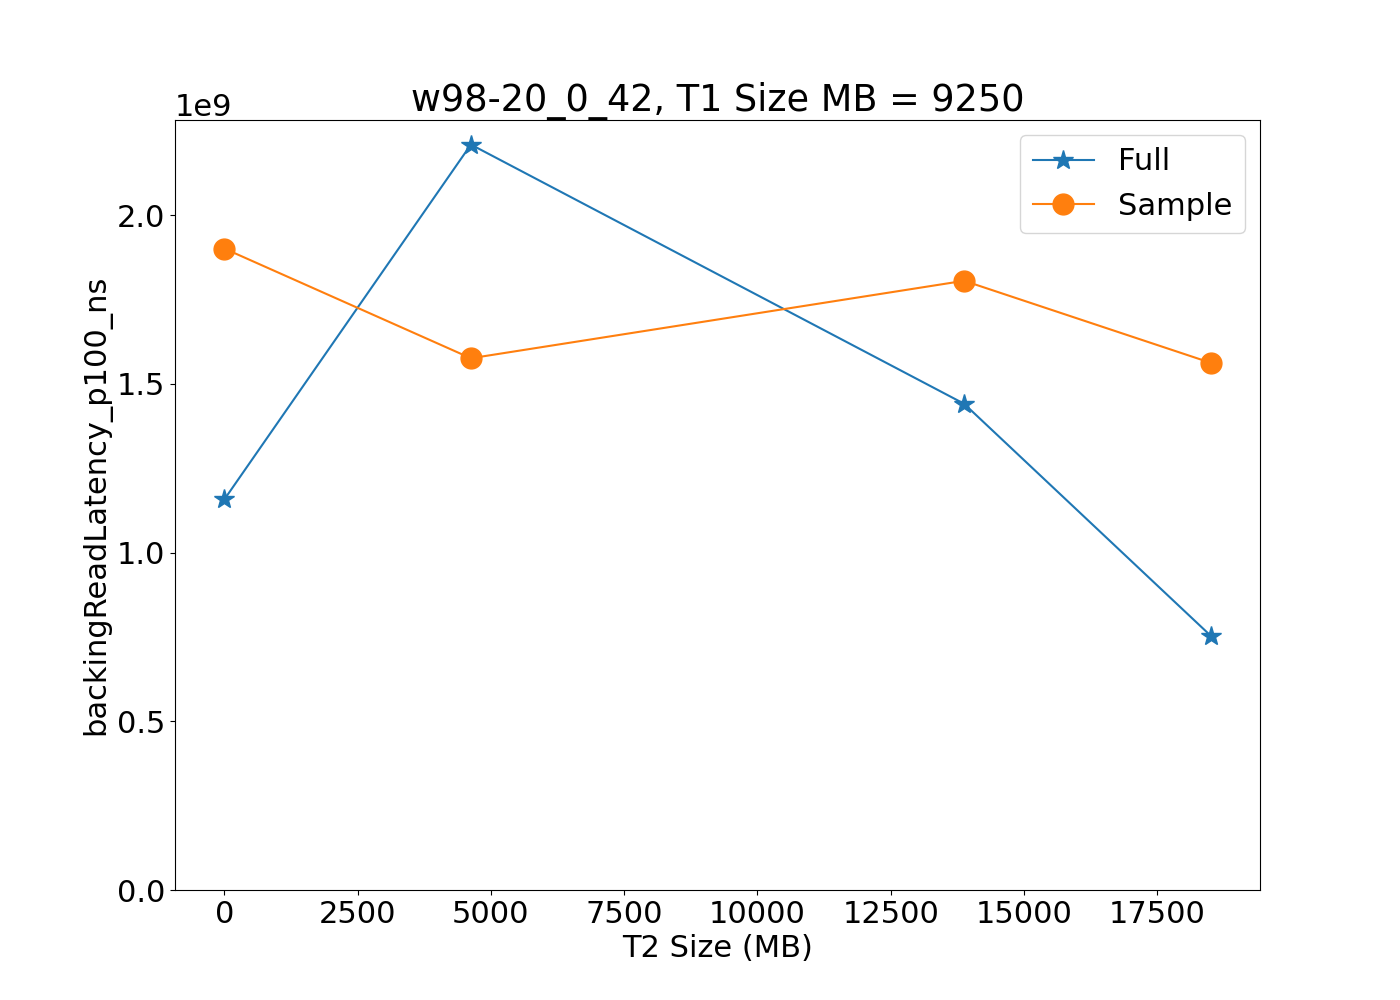 w98-20_0_42, T1 Size MB = 9250
1e9
Full
Sample
2.0
1.5
1.0
0.5
0.0
backingReadLatency_p100_ns
0 2500 5000 7500 10000 12500 15000 17500
T2 Size (MB)